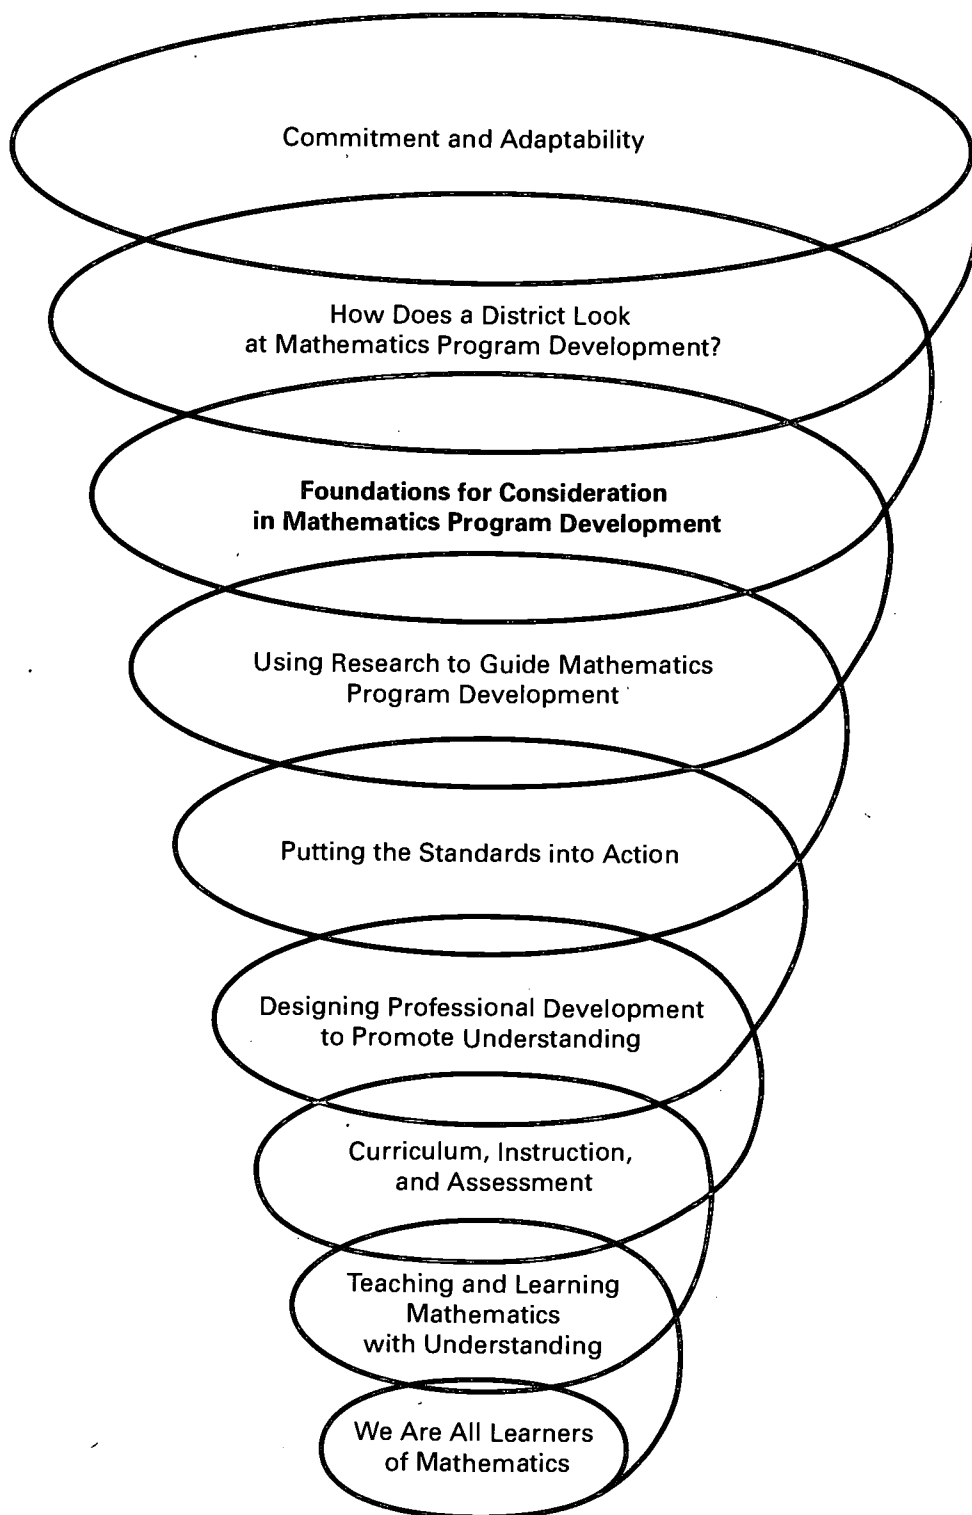 Commitment and Adaptability
How Does a District Look
at Mathematics Program Development?
Foundations for Consideration
in Mathematics Program Development
Using Research to Guide Mathematics
Program Development
Putting the Standards into Action
Designing Professional Development
to Promote Understanding
Curriculum, Instruction,
and Assessment
Teaching and Learning
Mathematics
with Understanding
We Are All Learners
of Mathematics